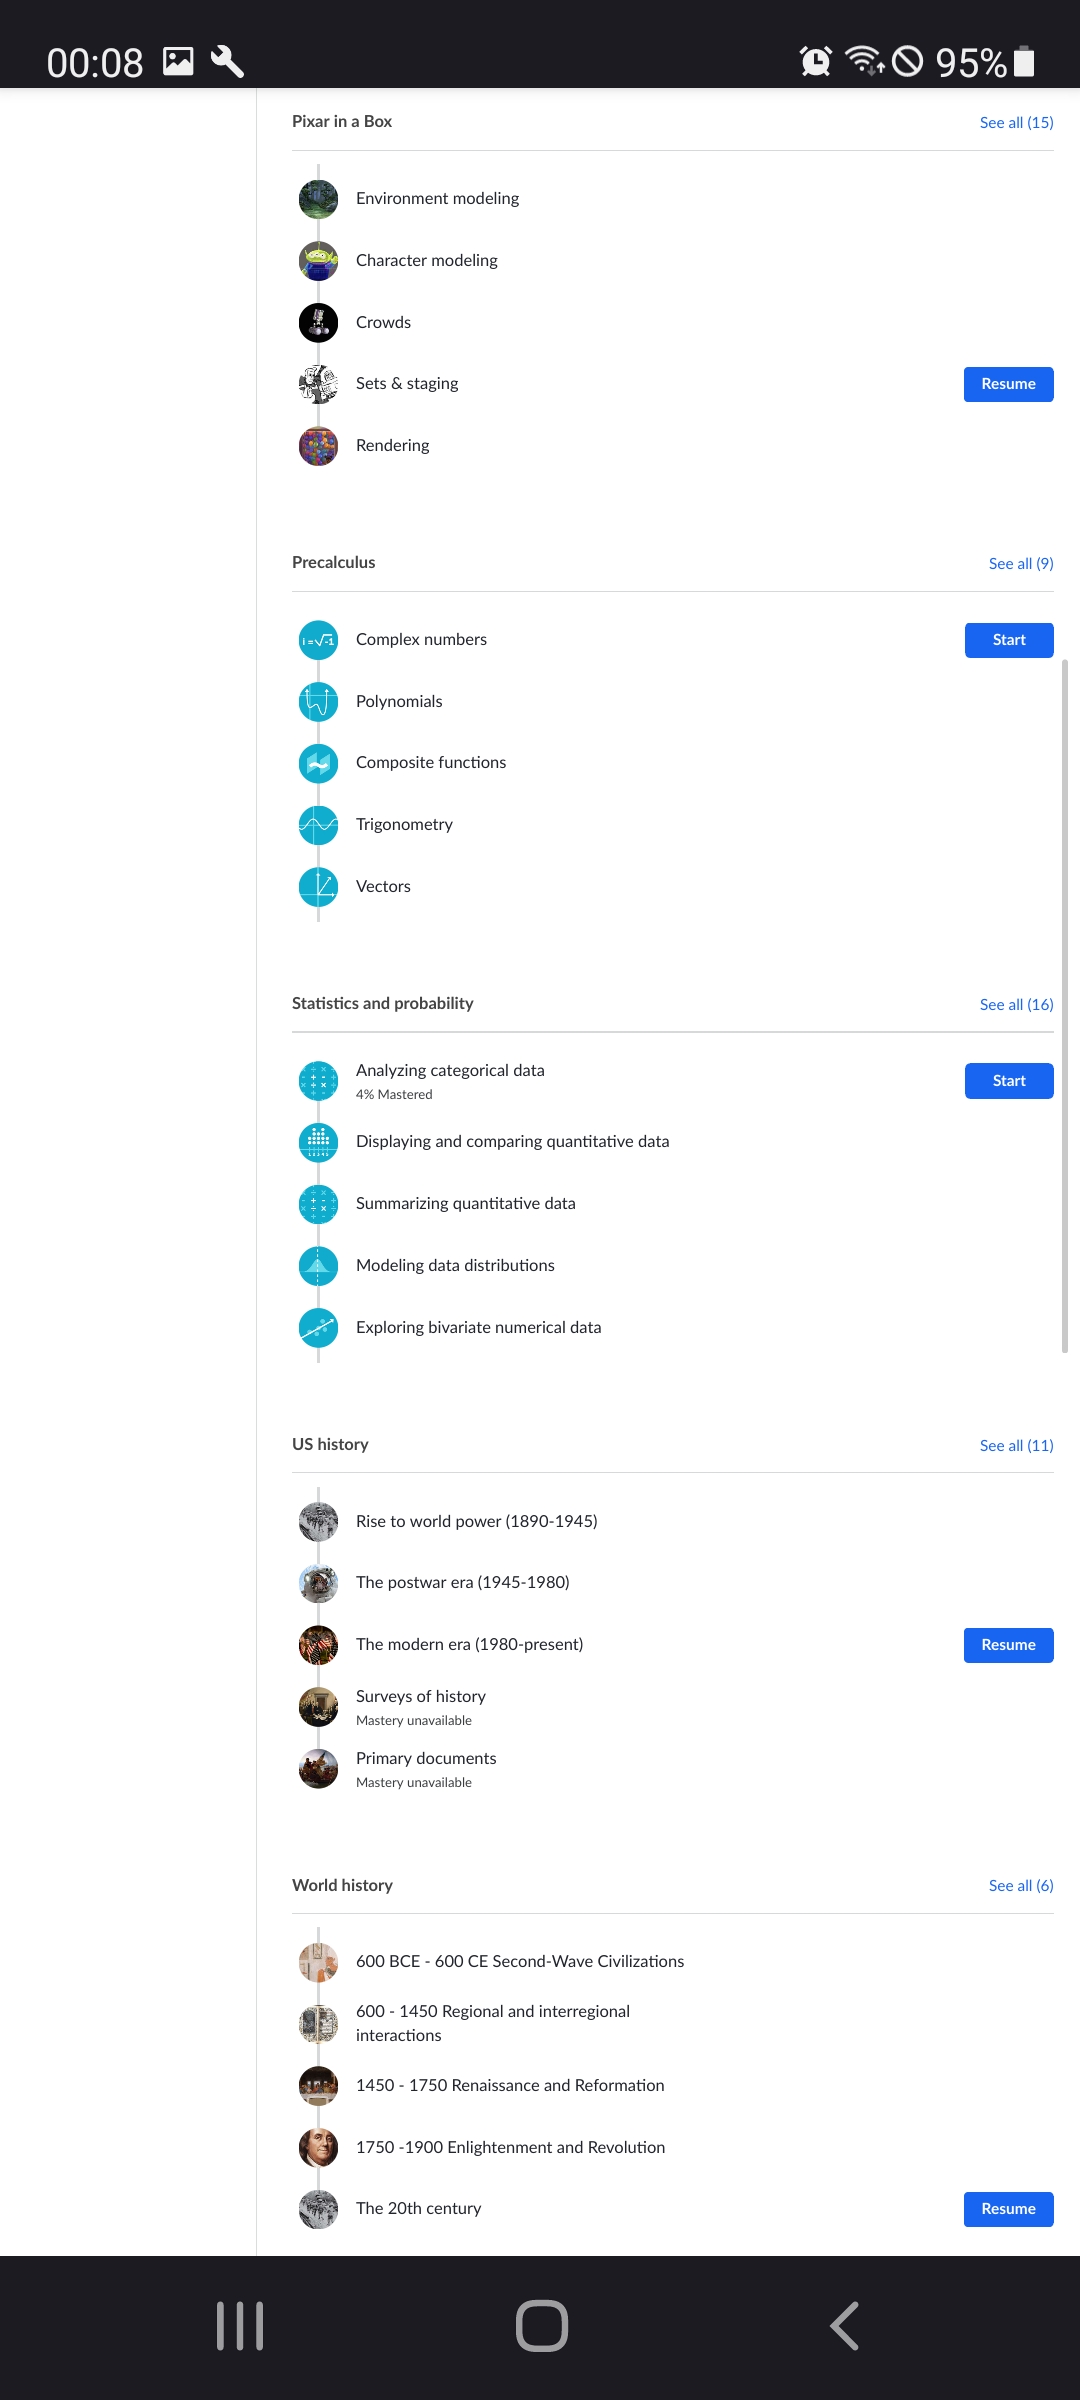 00:08 95%
Pixar in a Box See all (15)
Environment modeling
Character modeling
Crowds
Sets & staging Resume
Rendering
Precalculus See all (9)
i = √-1 Complex numbers Start
Polynomials
Composite functions
Trigonometry
Vectors
Statistics and probability See all (16)
Analyzing categorical data Start
4% Mastered
Displaying and comparing quantitative data
Summarizing quantitative data
Modeling data distributions
Exploring bivariate numerical data
US history See all (11)
Rise to world power (1890-1945)
The postwar era (1945-1980)
The modern era (1980-present) Resume
Surveys of history
Mastery unavailable
Primary documents
Mastery unavailable
World history See all (6)
600 BCE - 600 CE Second-Wave Civilizations
600 - 1450 Regional and interregional
interactions
1450 - 1750 Renaissance and Reformation
1750 -1900 Enlightenment and Revolution
The 20th century Resume